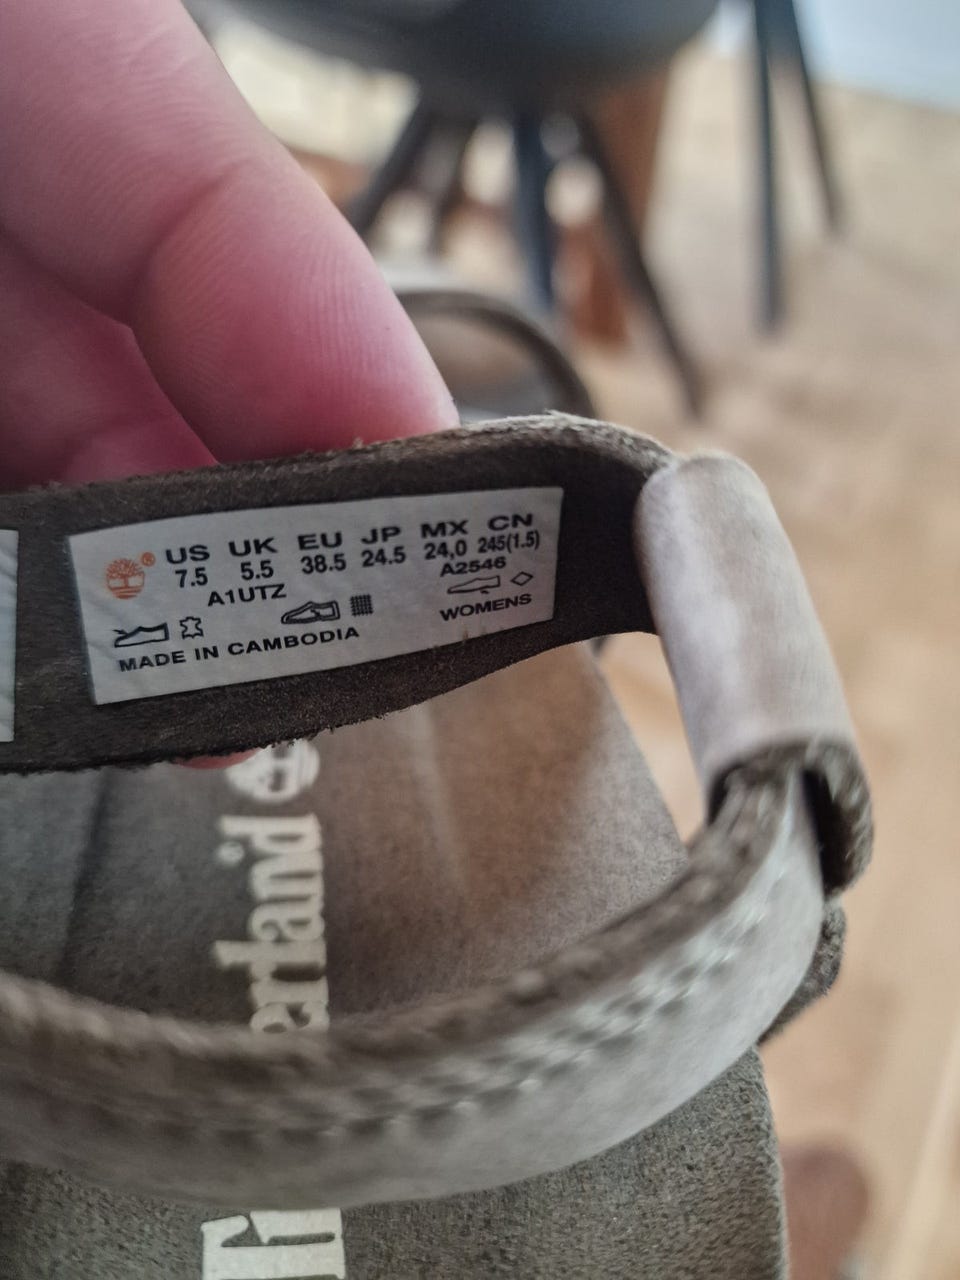 US UK EU JP MX CN
7.5 5.5 38.5 24.5 24,0 245(1.5)
A1UTZ A2546
WOMENS
MADE IN CAMBODIA
erland®
T